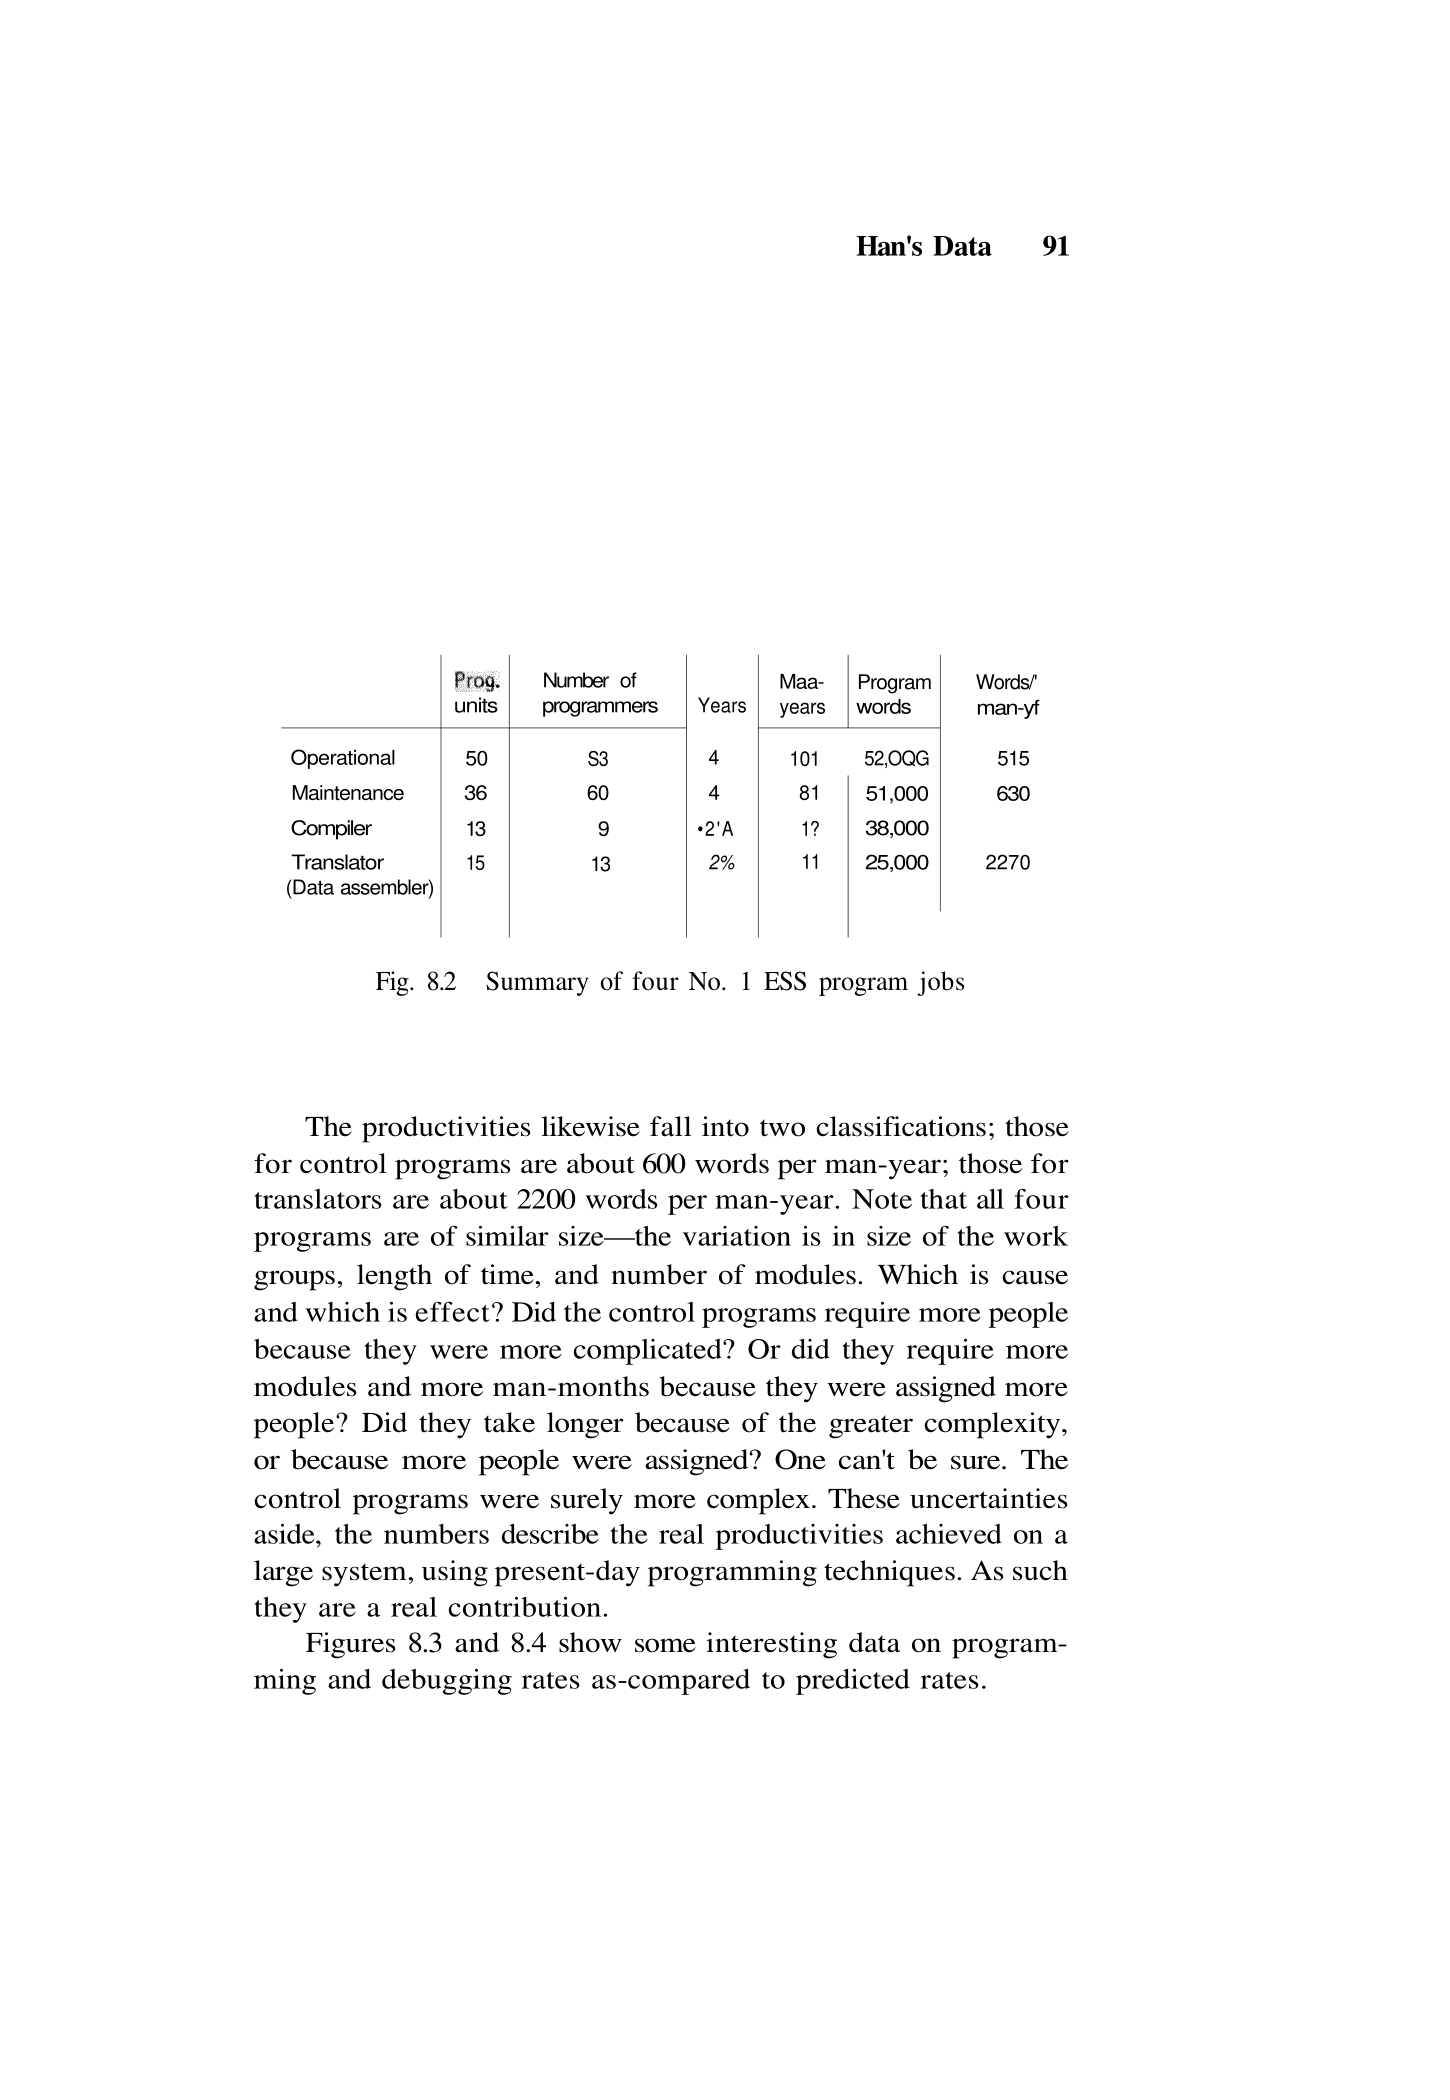 Han's Data 91
Prog. units Number of programmers Years Maa-years Program words Words/' man-yf
Operational 50 S3 4 101 52,OQG 515
Maintenance 36 60 4 81 51,000 630
Compiler 13 9 •2'A 1? 38,000
Translator 15 13 2% 11 25,000 2270
(Data assembler)
Fig. 8.2 Summary of four No. 1 ESS program jobs
The productivities likewise fall into two classifications; those
for control programs are about 600 words per man-year; those for
translators are about 2200 words per man-year. Note that all four
programs are of similar size—the variation is in size of the work
groups, length of time, and number of modules. Which is cause
and which is effect? Did the control programs require more people
because they were more complicated? Or did they require more
modules and more man-months because they were assigned more
people? Did they take longer because of the greater complexity,
or because more people were assigned? One can't be sure. The
control programs were surely more complex. These uncertainties
aside, the numbers describe the real productivities achieved on a
large system, using present-day programming techniques. As such
they are a real contribution.
Figures 8.3 and 8.4 show some interesting data on program-
ming and debugging rates as-compared to predicted rates.